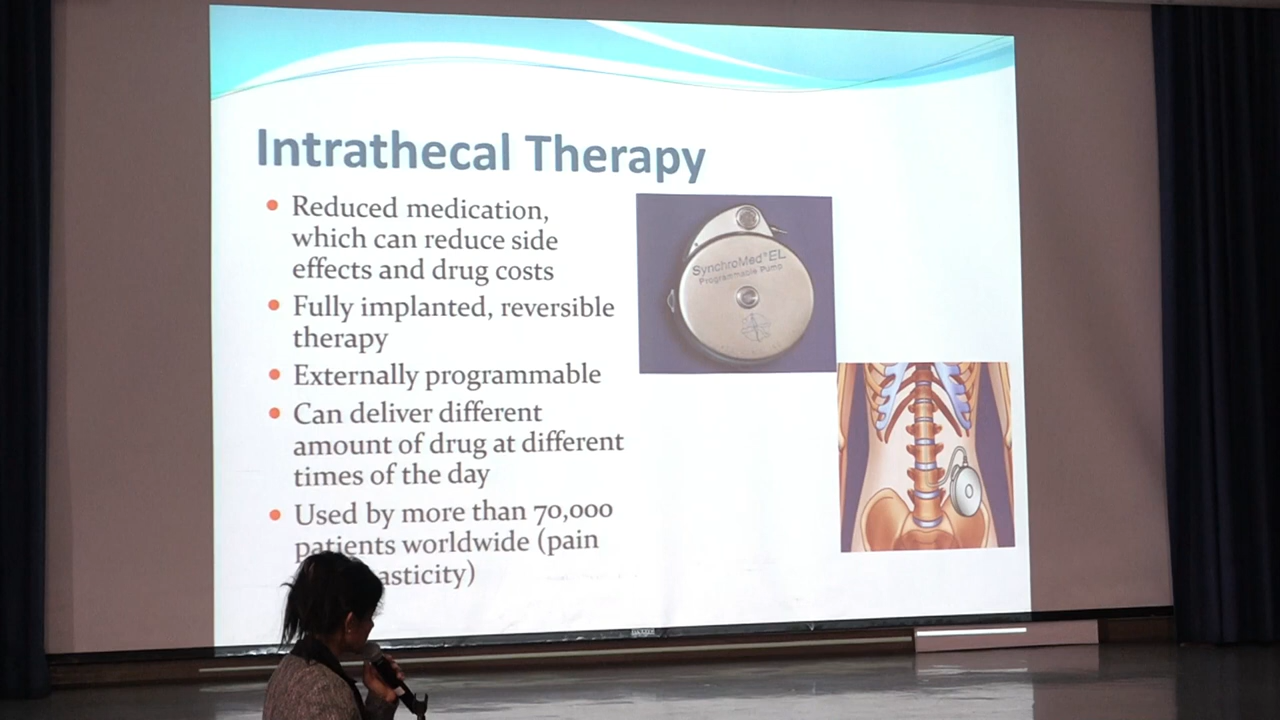 Intrathecal Therapy
Reduced medication,
which can reduce side
effects and drug costs
Fully implanted, reversible
therapy
Externally programmable
Can deliver different
amount of drug at different
times of the day
Used by more than 70,000
patients worldwide (pain
asticity)
SynchroMed® EL
Programmable Pump